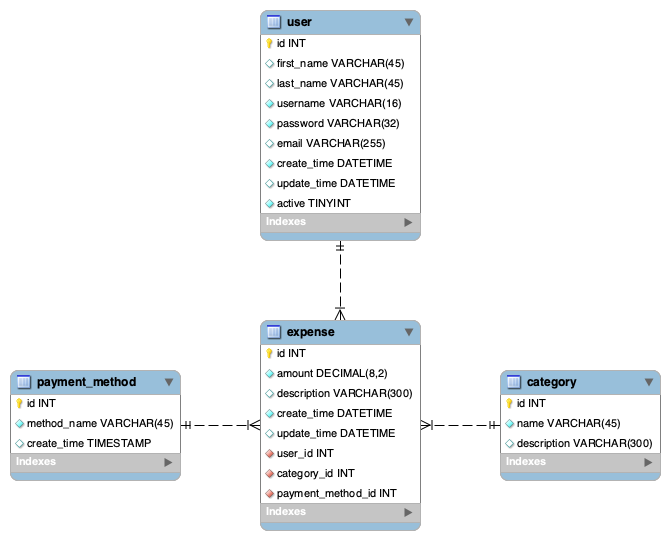 user
id INT
first_name VARCHAR(45)
last_name VARCHAR(45)
username VARCHAR(16)
password VARCHAR(32)
email VARCHAR(255)
create_time DATETIME
update_time DATETIME
active TINYINT
Indexes
expense
id INT
amount DECIMAL(8,2)
description VARCHAR(300)
create_time DATETIME
update_time DATETIME
user_id INT
category_id INT
payment_method_id INT
Indexes
payment_method
id INT
method_name VARCHAR(45)
create_time TIMESTAMP
Indexes
category
id INT
name VARCHAR(45)
description VARCHAR(300)
Indexes